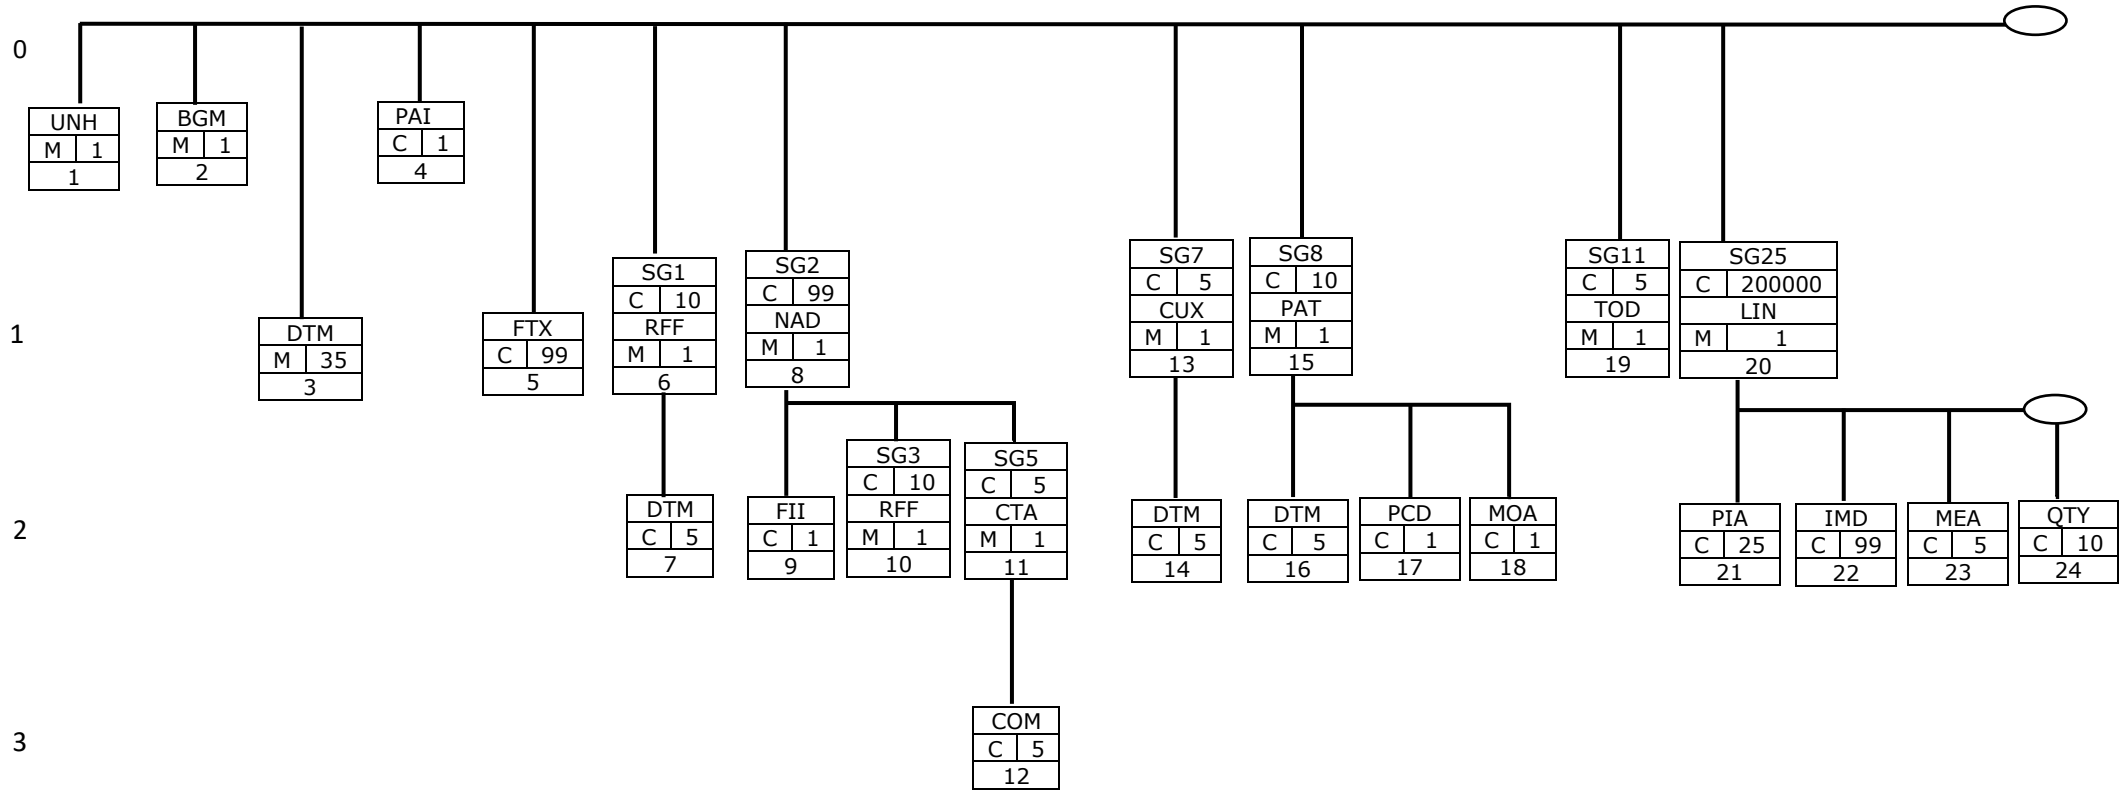 0
UNH
M 1
1
BGM
M 1
2
PAI
C 1
4
1
DTM
M 35
3
FTX
C 99
5
SG1
C 10
RFF
M 1
6
SG2
C 99
NAD
M 1
8
SG7
C 5
CUX
M 1
13
SG8
C 10
PAT
M 1
15
SG11
C 5
TOD
M 1
19
SG25
C 200000
LIN
M 1
20
2
DTM
C 5
7
FII
C 1
9
SG3
C 10
RFF
M 1
10
SG5
C 5
CTA
M 1
11
DTM
C 5
14
DTM
C 5
16
PCD
C 1
17
MOA
C 1
18
PIA
C 25
21
IMD
C 99
22
MEA
C 5
23
QTY
C 10
24
3
COM
C 5
12